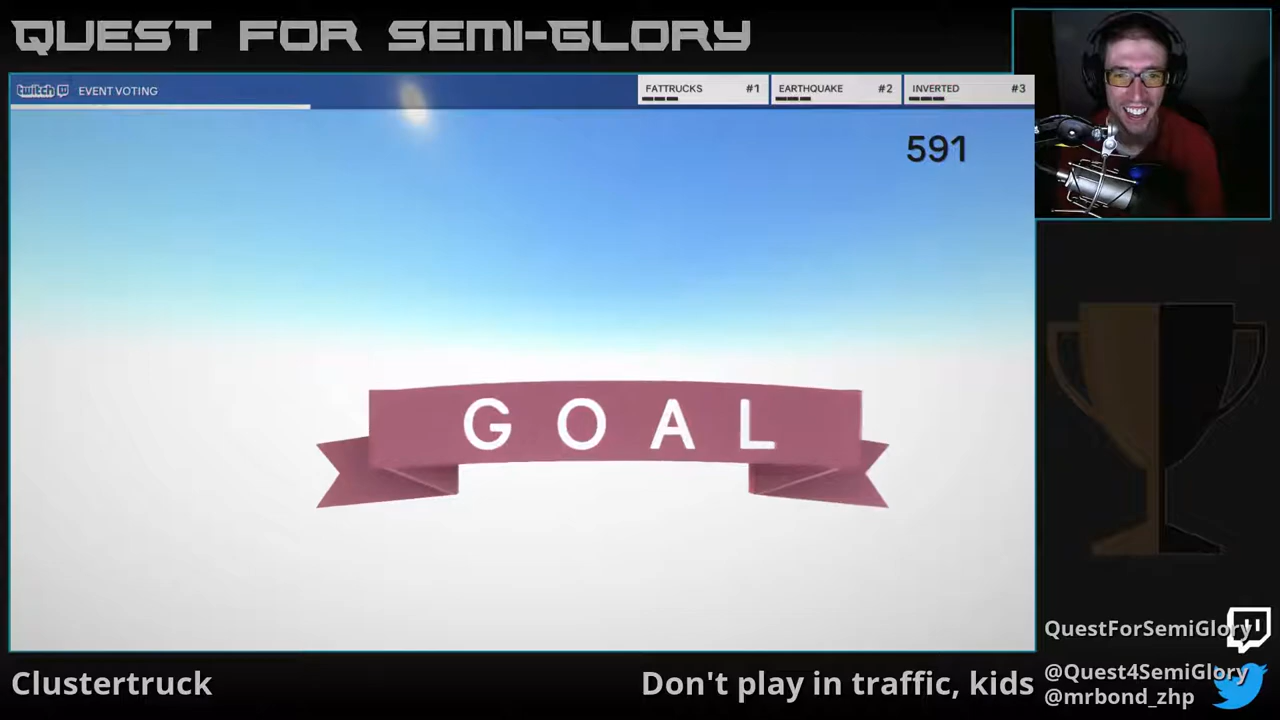 QUEST FOR SEMI-GLORY
twitch EVENT VOTING
FATTRUCKS #1
EARTHQUAKE #2
INVERTED #3
591
GOAL
QuestForSemiGlory
@Quest4SemiGlory
@mrbond_zhp
Clustertruck
Don't play in traffic, kids